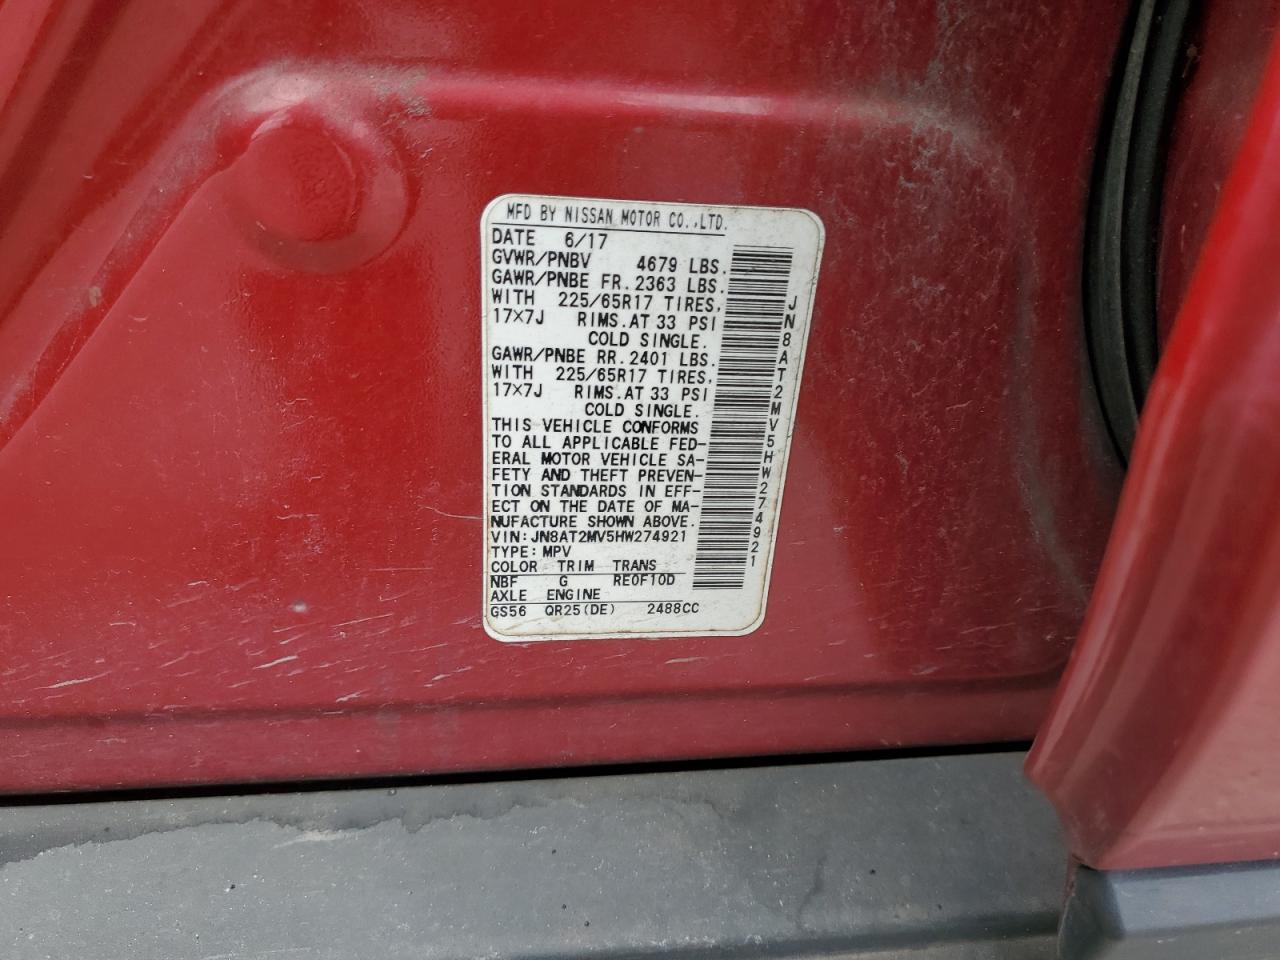 MFD BY NISSAN MOTOR CO.,LTD.
DATE 6/17
GVWR/PNBV 4679 LBS.
GAWR/PNBE FR. 2363 LBS.
WITH 225/65R17 TIRES,
17×7J RIMS. AT 33 PSI
COLD SINGLE.
GAWR/PNBE RR. 2401 LBS.
WITH 225/65R17 TIRES,
17×7J RIMS. AT 33 PSI
COLD SINGLE.
THIS VEHICLE CONFORMS
TO ALL APPLICABLE FED-
ERAL MOTOR VEHICLE SA-
FETY AND THEFT PREVEN-
TION STANDARDS IN EFF-
ECT ON THE DATE OF MA-
NUFACTURE SHOWN ABOVE.
VIN: JN8AT2MV5HW274921
TYPE: MPV
COLOR TRIM TRANS
NBF G RE0F10D
AXLE ENGINE
GS56 QR25(DE) 2488CC
JN8AT2MV5HW274921